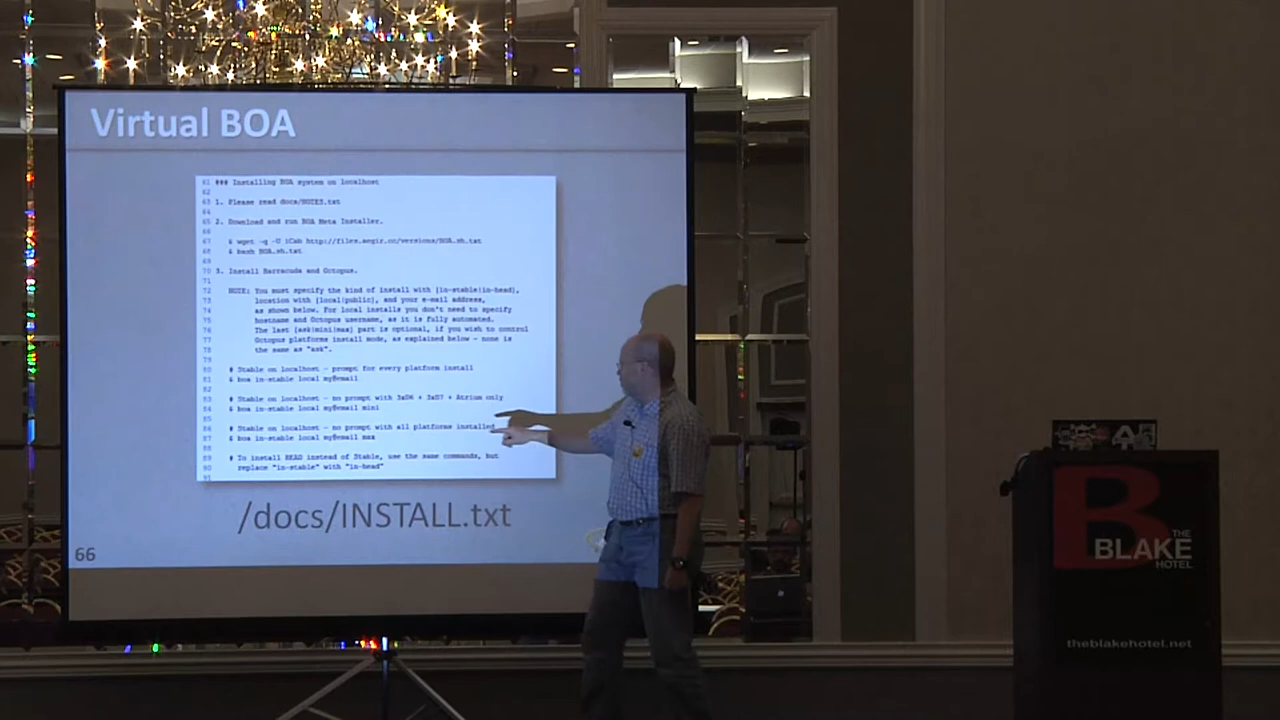 Virtual BOA
61 ### Installing BOA system on localhost
62
63 1. Please read docs/NOTES.txt
64
65 2. Download and run BOA Meta Installer.
66
67 $ wget -q -U iCab http://files.aegir.cc/versions/BOA.sh.txt
68 $ bash BOA.sh.txt
69
70 3. Install Barracuda and Octopus.
71
72 NOTE: You must specify the kind of install with {in-stable|in-head},
73 location with {local|public}, and your e-mail address,
74 as shown below. For local installs you don't need to specify
75 hostname and Octopus username, as it is fully automated.
76 The last {ask|mini|max} part is optional, if you wish to control
77 Octopus platforms install mode, as explained below - none is
78 the same as "ask".
79
80 # Stable on localhost - prompt for every platform install
81 $ boa in-stable local my@email
82
83 # Stable on localhost - no prompt with 3xD6 + 3xD7 + Atrium only
84 $ boa in-stable local my@email mini
85
86 # Stable on localhost - no prompt with all platforms installed
87 $ boa in-stable local my@email max
88
89 # To install HEAD instead of Stable, use the same commands, but
90 replace "in-stable" with "in-head"
91
/docs/INSTALL.txt
66
B
THE
BLAKE
HOTEL
theblakehotel.net